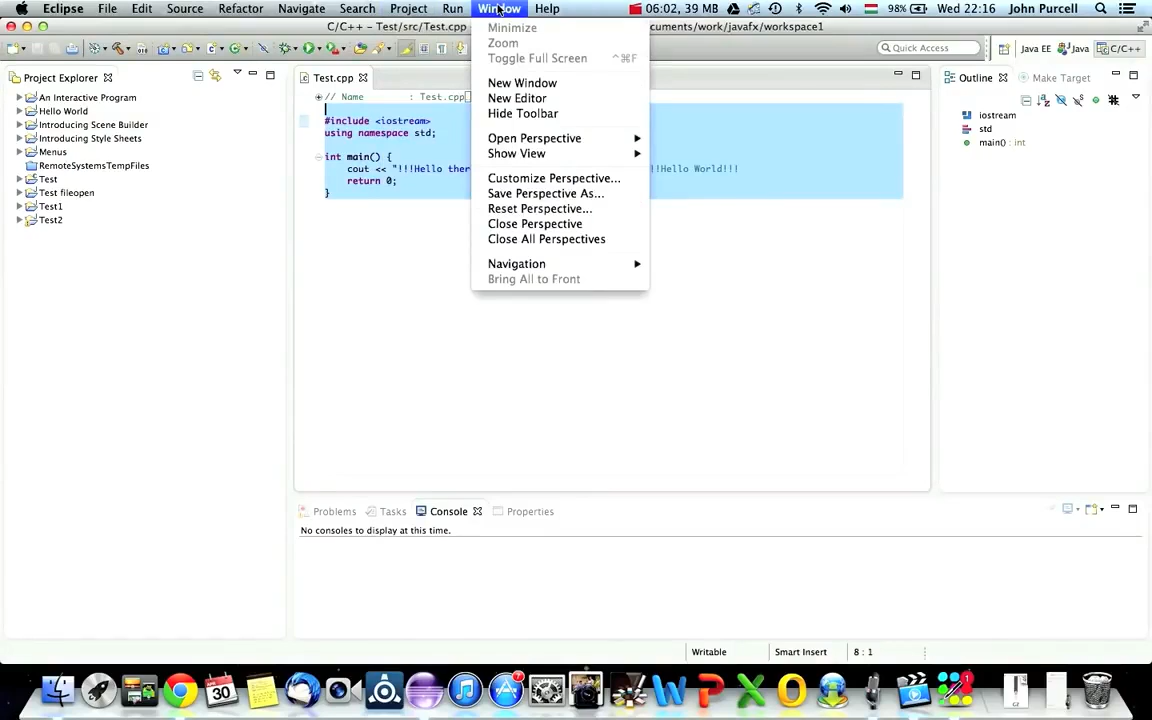 Eclipse File Edit Source Refactor Navigate Search Project Run Window Help 06:02, 39 MB 98% Wed 22:16 John Purcell
C/C++ – Test/src/Test.cpp
ocuments/work/javafx/workspace1
Quick Access Java EE Java C/C++
Project Explorer
An Interactive Program
Hello World
Introducing Scene Builder
Introducing Style Sheets
Menus
RemoteSystemsTempFiles
Test
Test fileopen
Test1
Test2
Test.cpp
// Name : Test.cpp
#include <iostream>
using namespace std;
int main() {
cout << "!!!Hello ther
!!Hello World!!!
return 0;
}
Minimize
Zoom
Toggle Full Screen ^⌘F
New Window
New Editor
Hide Toolbar
Open Perspective
Show View
Customize Perspective...
Save Perspective As...
Reset Perspective...
Close Perspective
Close All Perspectives
Navigation
Bring All to Front
Outline Make Target
iostream
std
main() : int
Problems Tasks Console Properties
No consoles to display at this time.
Writable Smart Insert 8 : 1
30